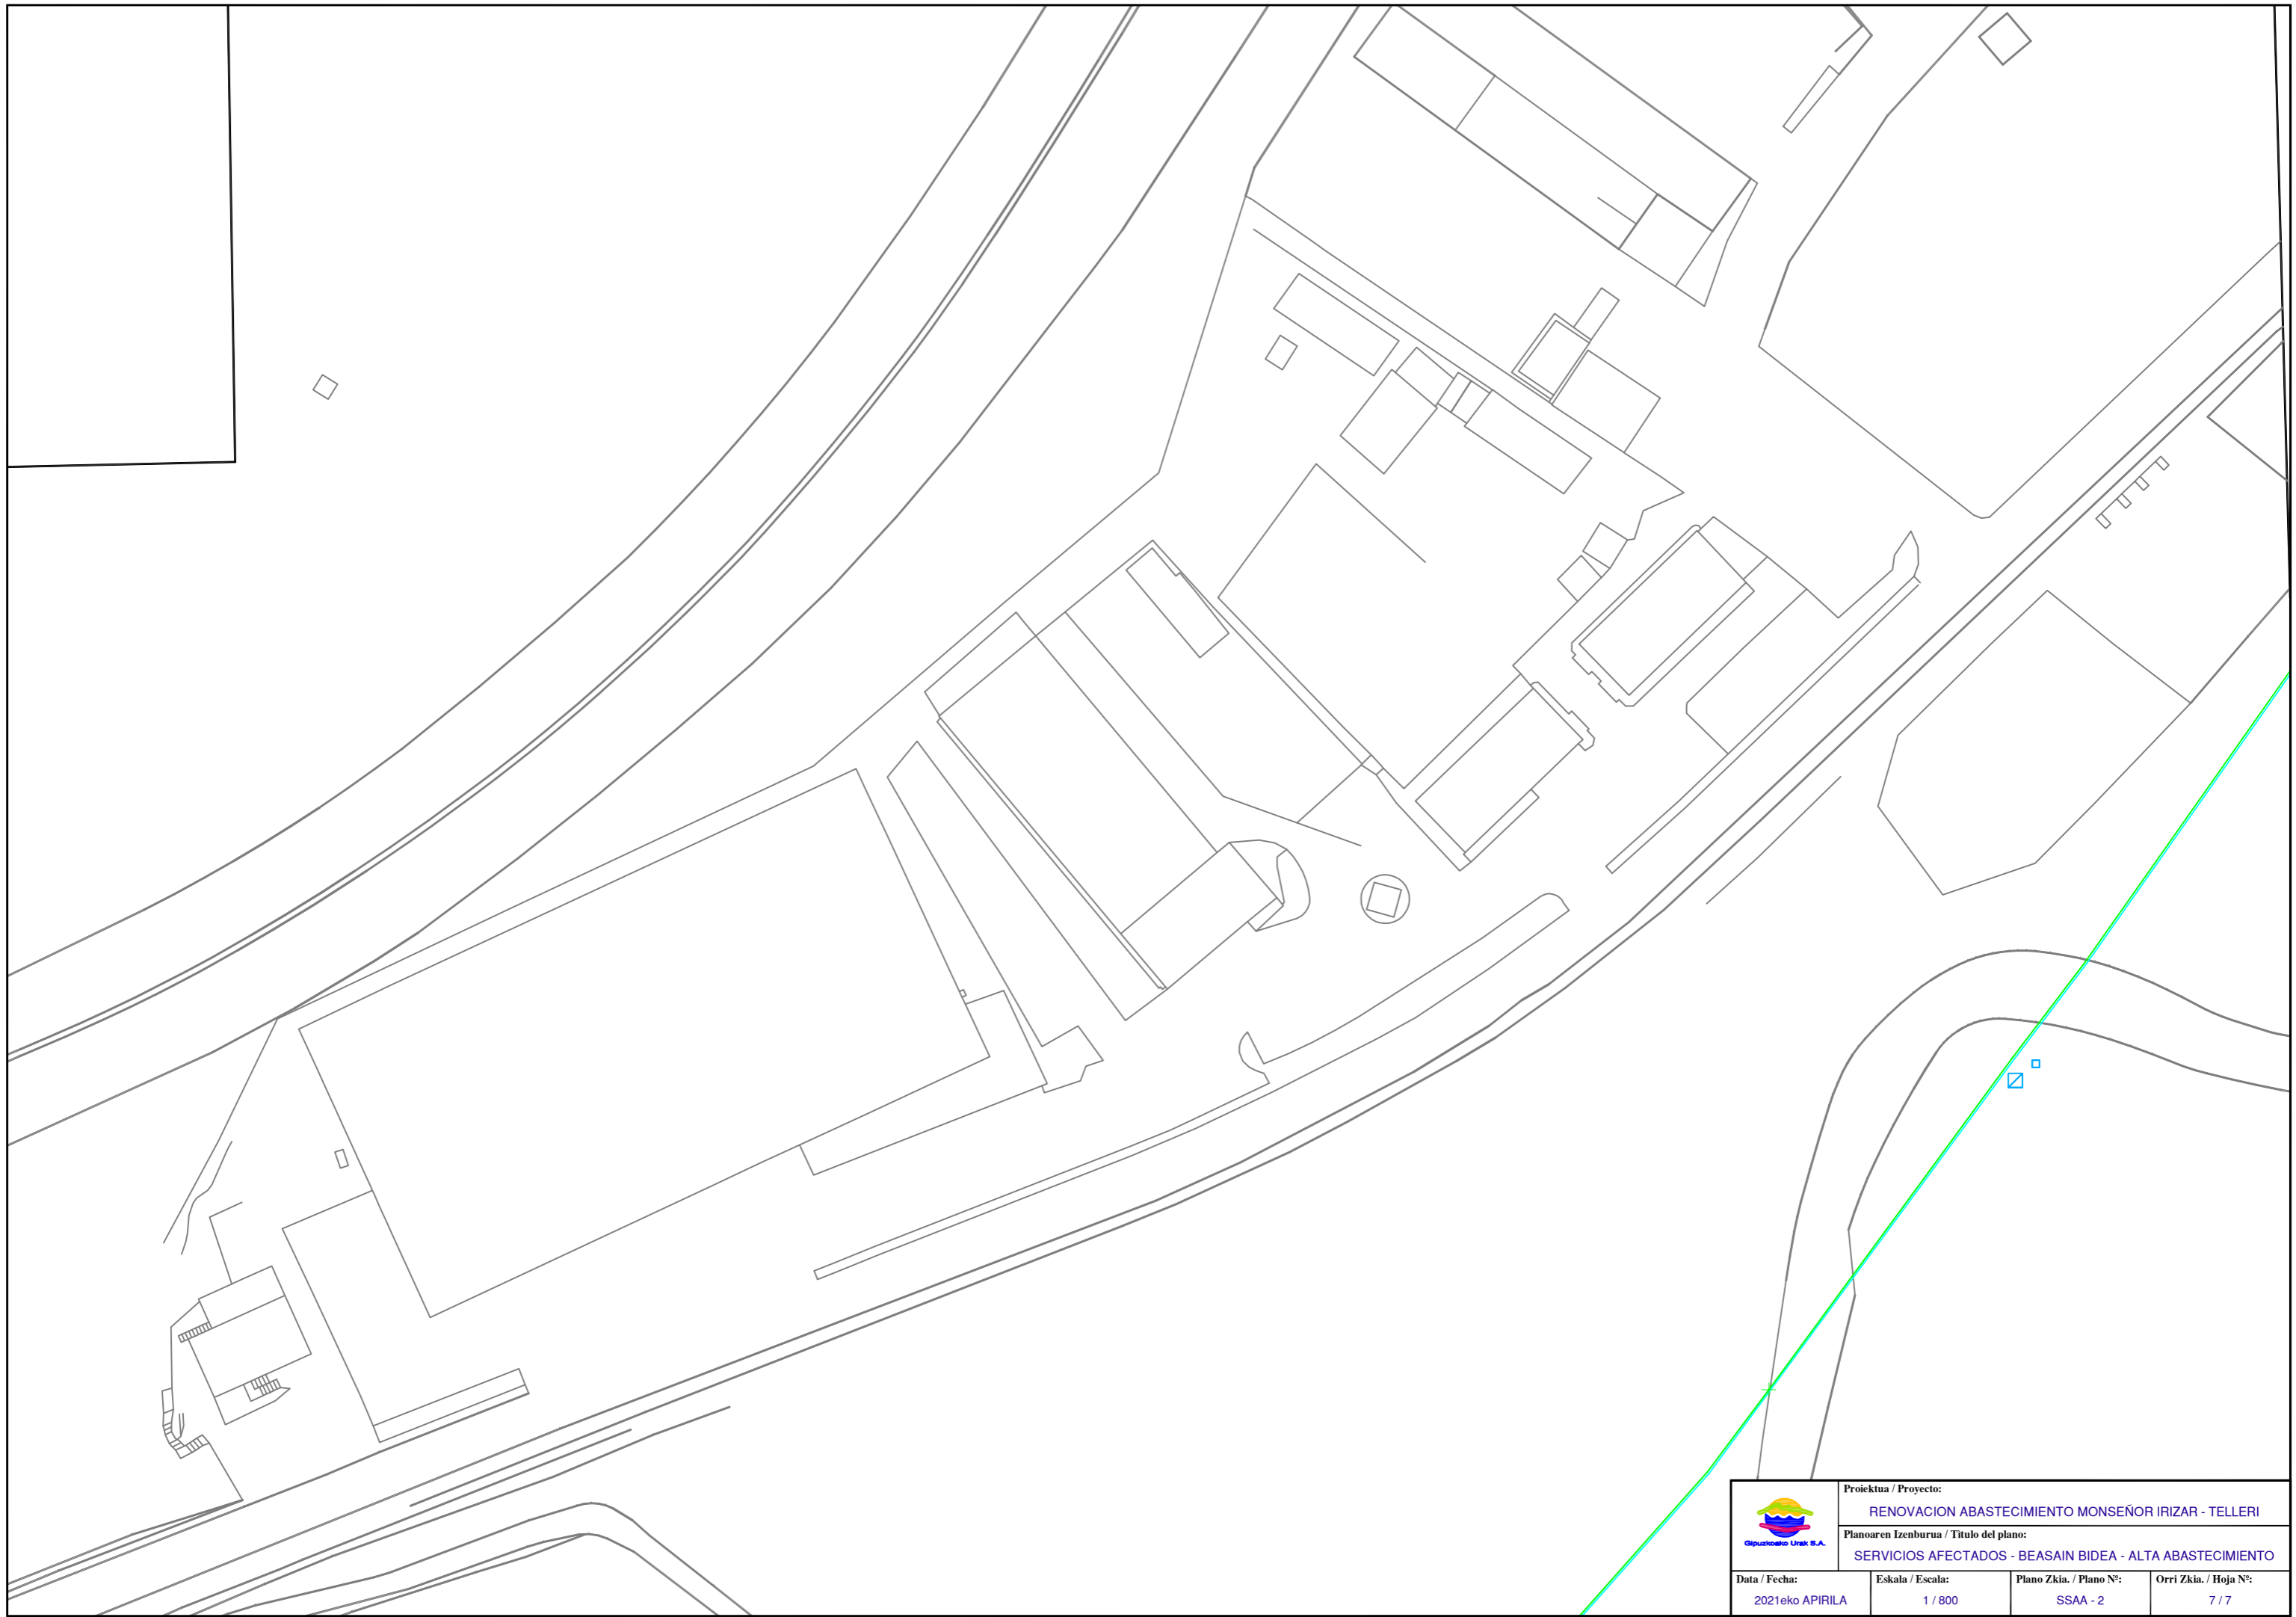 Gipuzkoako Urak S.A.
Proiektua / Proyecto:
RENOVACION ABASTECIMIENTO MONSEÑOR IRIZAR - TELLERI
Planoaren Izenburua / Titulo del plano:
SERVICIOS AFECTADOS - BEASAIN BIDEA - ALTA ABASTECIMIENTO
Data / Fecha:
2021eko APIRILA
Eskala / Escala:
1 / 800
Plano Zkia. / Plano Nº:
SSAA - 2
Orri Zkia. / Hoja Nº:
7 / 7